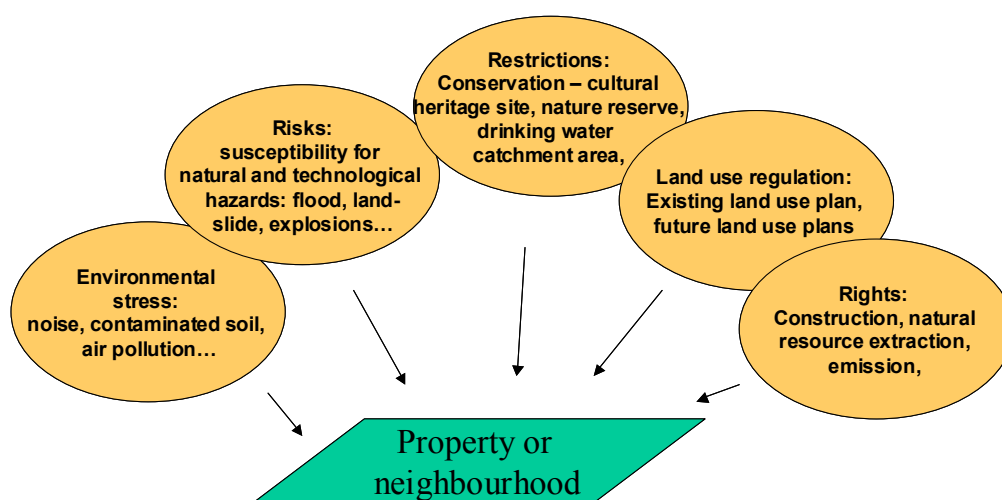 Restrictions:
Conservation – cultural
heritage site, nature reserve,
drinking water
catchment area,
Risks:
susceptibility for
natural and technological
hazards: flood, land-
slide, explosions…
Land use regulation:
Existing land use plan,
future land use plans
Environmental
stress:
noise, contaminated soil,
air pollution…
Rights:
Construction, natural
resource extraction,
emission,
Property or
neighbourhood